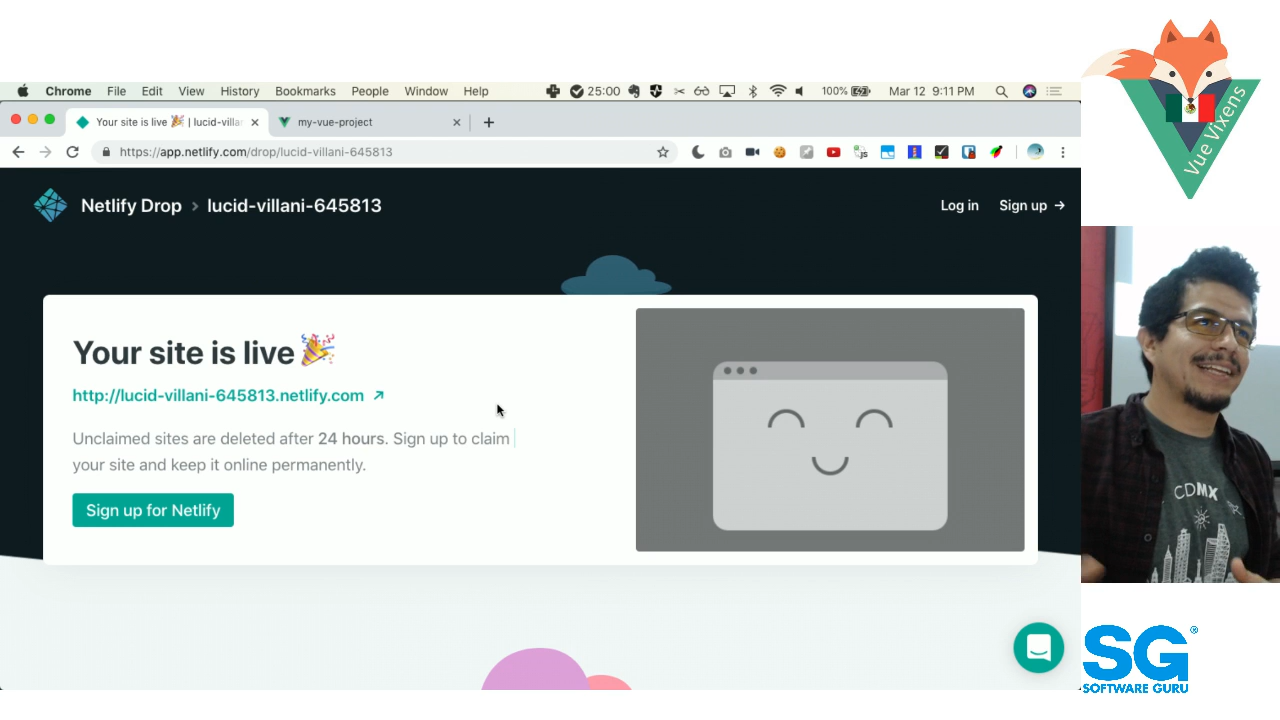 Chrome File Edit View History Bookmarks People Window Help 25:00 100% Mar 12 9:11 PM
Your site is live 🎉 | lucid-villan my-vue-project
https://app.netlify.com/drop/lucid-villani-645813
Netlify Drop > lucid-villani-645813
Log in Sign up →
Your site is live 🎉
http://lucid-villani-645813.netlify.com ↗
Unclaimed sites are deleted after 24 hours. Sign up to claim
your site and keep it online permanently.
Sign up for Netlify
Vue Vixens
CDMX
SG®
SOFTWARE GURU